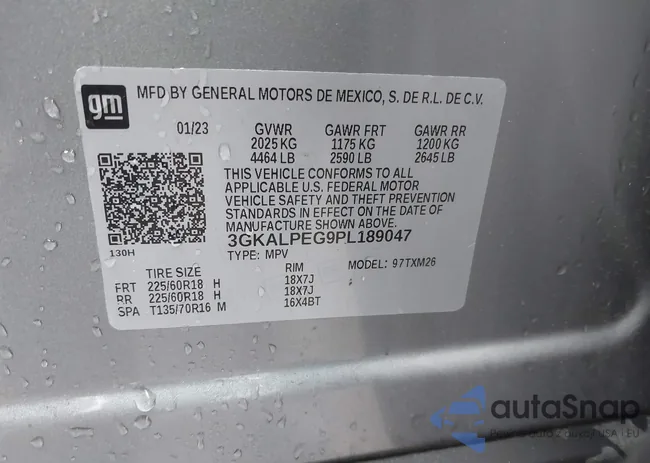 gm
MFD BY GENERAL MOTORS DE MEXICO, S. DE R.L. DE C.V.
01/23 GVWR GAWR FRT GAWR RR
2025 KG 1175 KG 1200 KG
4464 LB 2590 LB 2645 LB
THIS VEHICLE CONFORMS TO ALL
APPLICABLE U.S. FEDERAL MOTOR
VEHICLE SAFETY AND THEFT PREVENTION
STANDARDS IN EFFECT ON THE DATE OF
MANUFACTURE SHOWN ABOVE.
3GKALPEG9PL189047
130H
TYPE: MPV MODEL: 97TXM26
TIRE SIZE RIM
FRT 225/60R18 H 18X7J
RR 225/60R18 H 18X7J
SPA T135/70R16 M 16X4BT
autoSnap